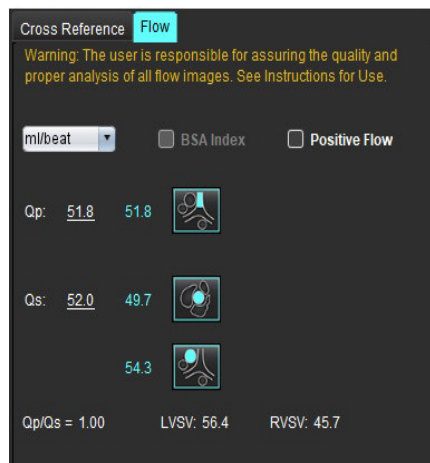 Cross Reference Flow
Warning: The user is responsible for assuring the quality and
proper analysis of all flow images. See Instructions for Use.
ml/beat BSA Index Positive Flow
Qp: 51.8 51.8
Qs: 52.0 49.7
54.3
Qp/Qs = 1.00 LVSV: 56.4 RVSV: 45.7